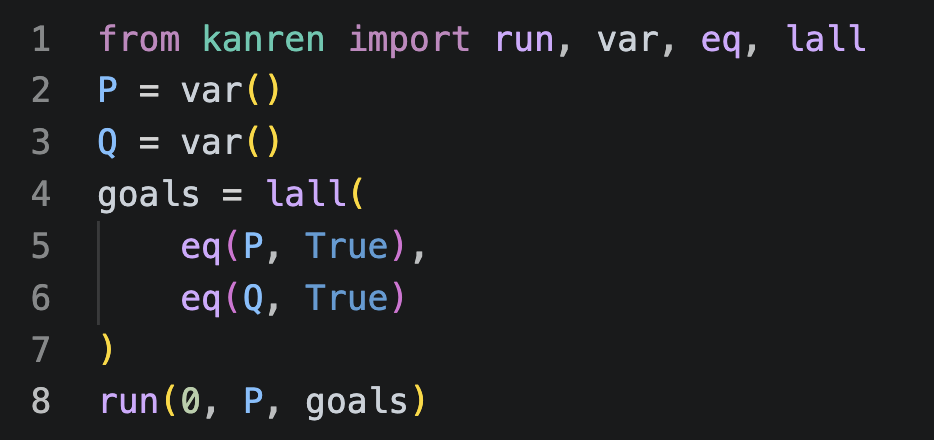 1 from kanren import run, var, eq, lall
2 P = var()
3 Q = var()
4 goals = lall(
5     eq(P, True),
6     eq(Q, True)
7 )
8 run(0, P, goals)